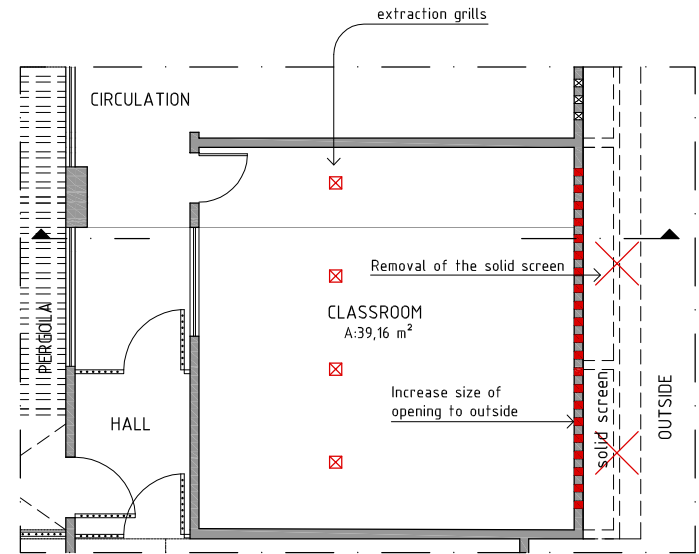 extraction grills
CIRCULATION
Removal of the solid screen
CLASSROOM
A:39,16 m²
PERGOLA
Increase size of
opening to outside
HALL
solid screen
OUTSIDE